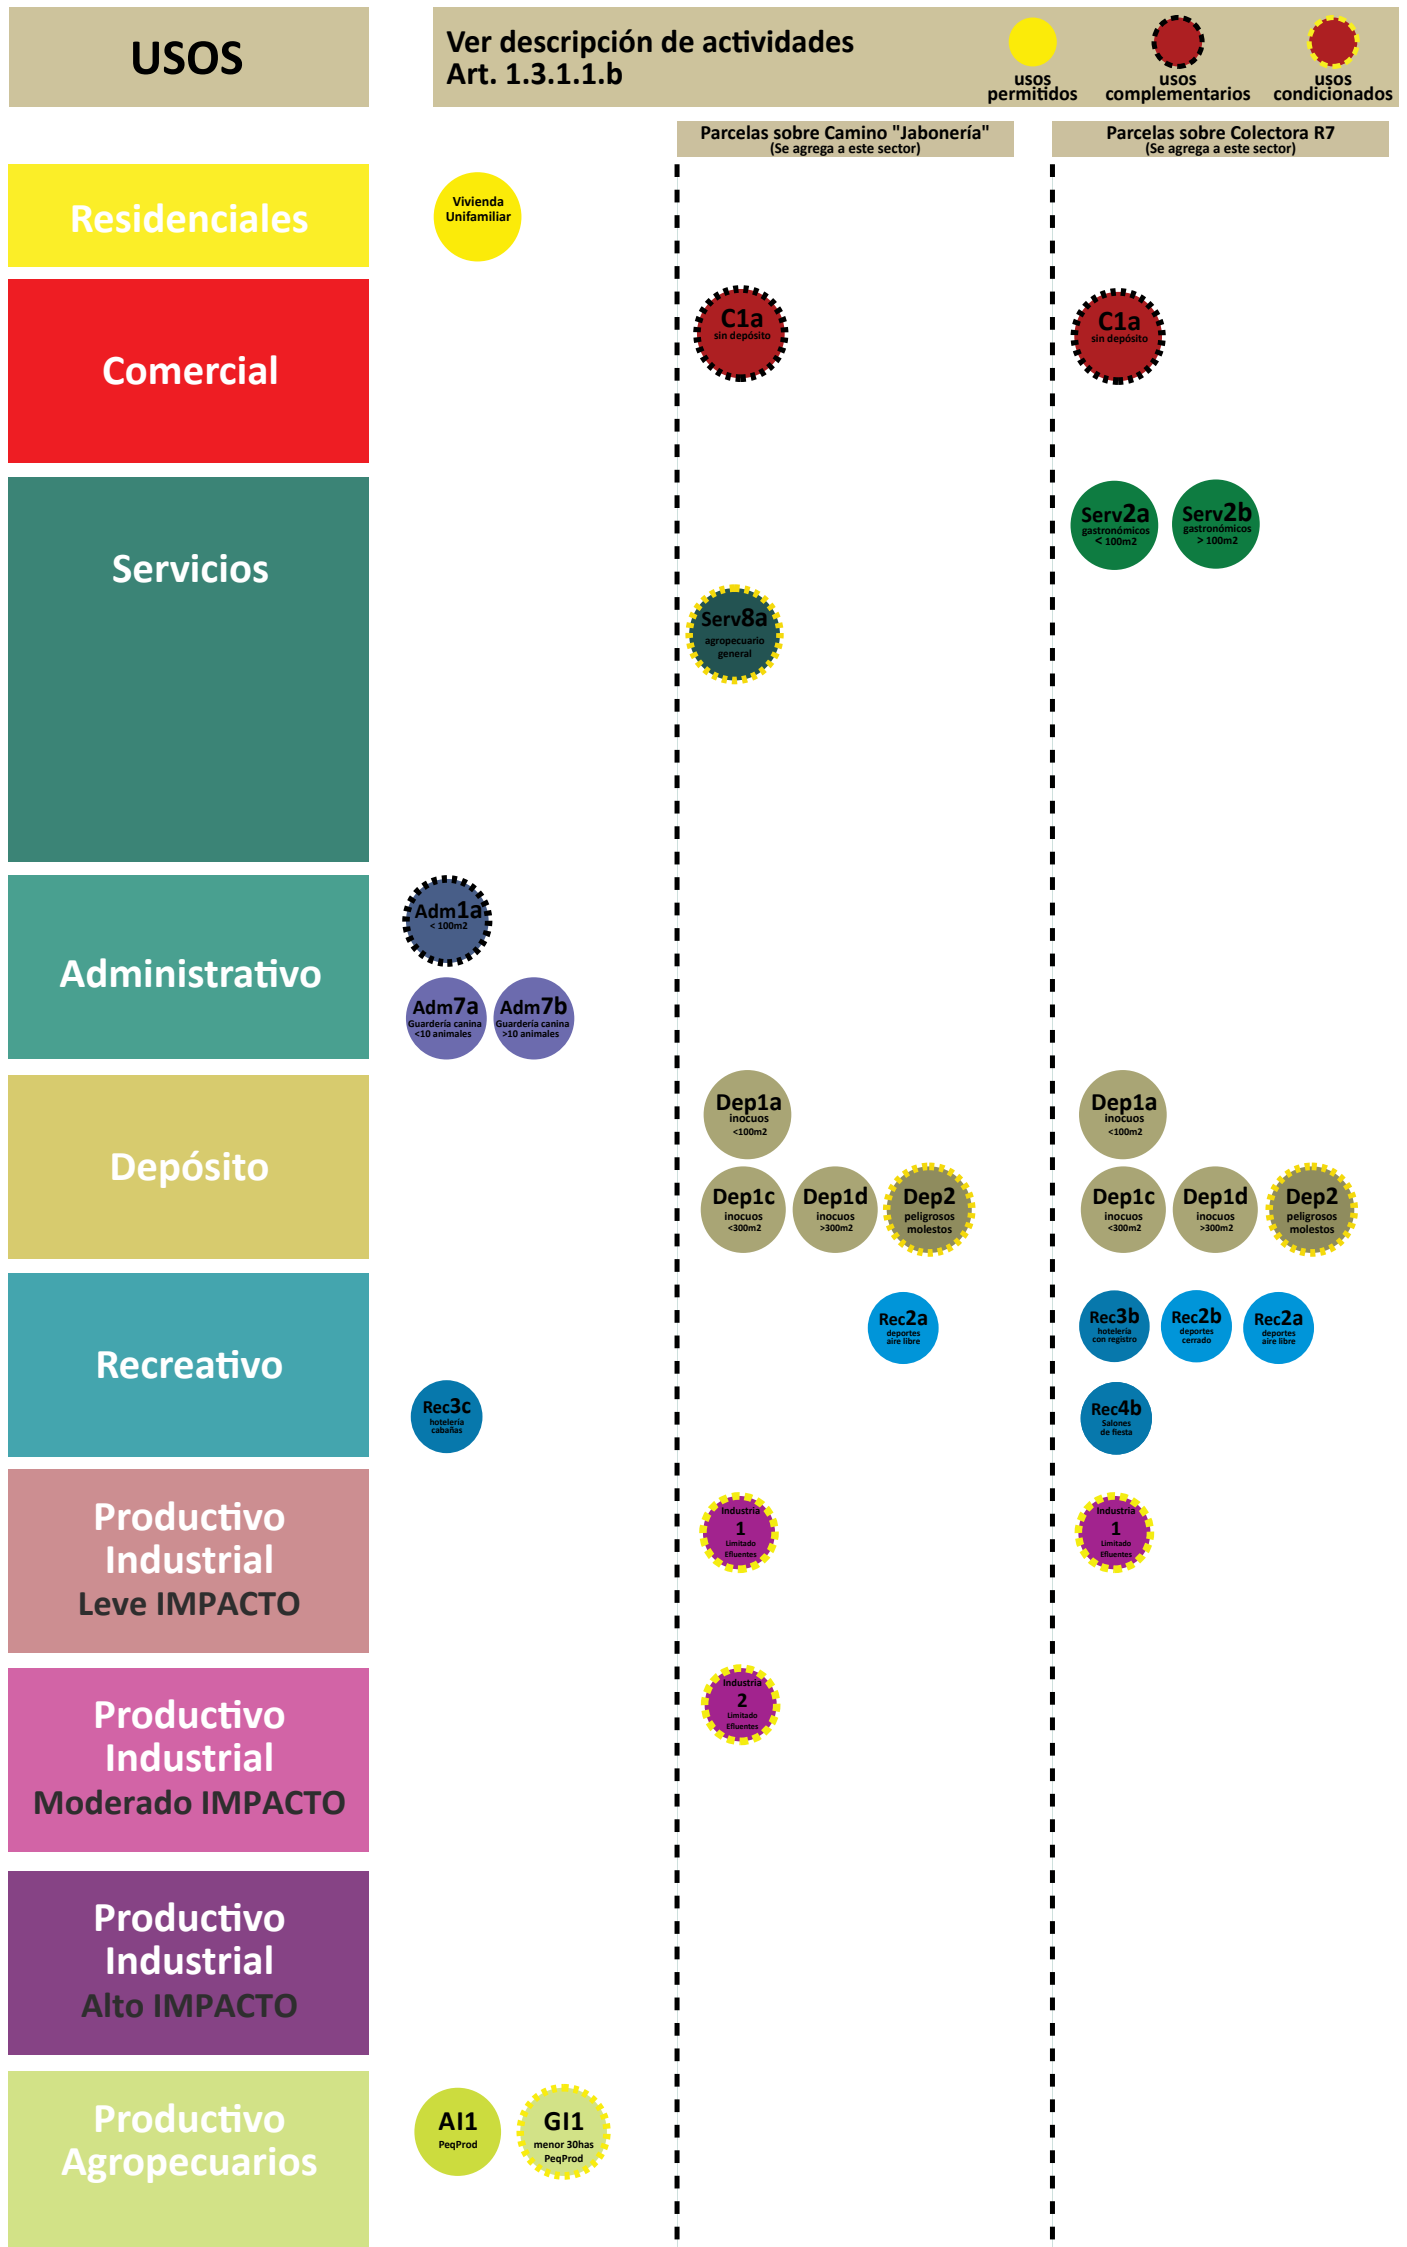 USOS
Ver descripción de actividades
Art. 1.3.1.1.b
usos
permitidos
usos
complementarios
usos
condicionados
Parcelas sobre Camino "Jabonería"
(Se agrega a este sector)
Parcelas sobre Colectora R7
(Se agrega a este sector)
Residenciales
Vivienda
Unifamiliar
Comercial
C1a
sin depósito
C1a
sin depósito
Servicios
Serv2a
gastronómicos
< 100m2
Serv2b
gastronómicos
> 100m2
Serv8a
agropecuario
general
Administrativo
Adm1a
< 100m2
Adm7a
Guardería canina
<10 animales
Adm7b
Guardería canina
>10 animales
Depósito
Dep1a
inocuos
<100m2
Dep1c
inocuos
<300m2
Dep1d
inocuos
>300m2
Dep2
peligrosos
molestos
Dep1a
inocuos
<100m2
Dep1c
inocuos
<300m2
Dep1d
inocuos
>300m2
Dep2
peligrosos
molestos
Recreativo
Rec3c
hotelería
cabañas
Rec2a
deportes
aire libre
Rec3b
hotelería
con registro
Rec2b
deportes
cerrado
Rec2a
deportes
aire libre
Rec4b
Salones
de fiesta
Productivo
Industrial
Leve IMPACTO
Industria
1
Limitado
Efluentes
Industria
1
Limitado
Efluentes
Productivo
Industrial
Moderado IMPACTO
Industria
2
Limitado
Efluentes
Productivo
Industrial
Alto IMPACTO
Productivo
Agropecuarios
AI1
PeqProd
GI1
menor 30has
PeqProd